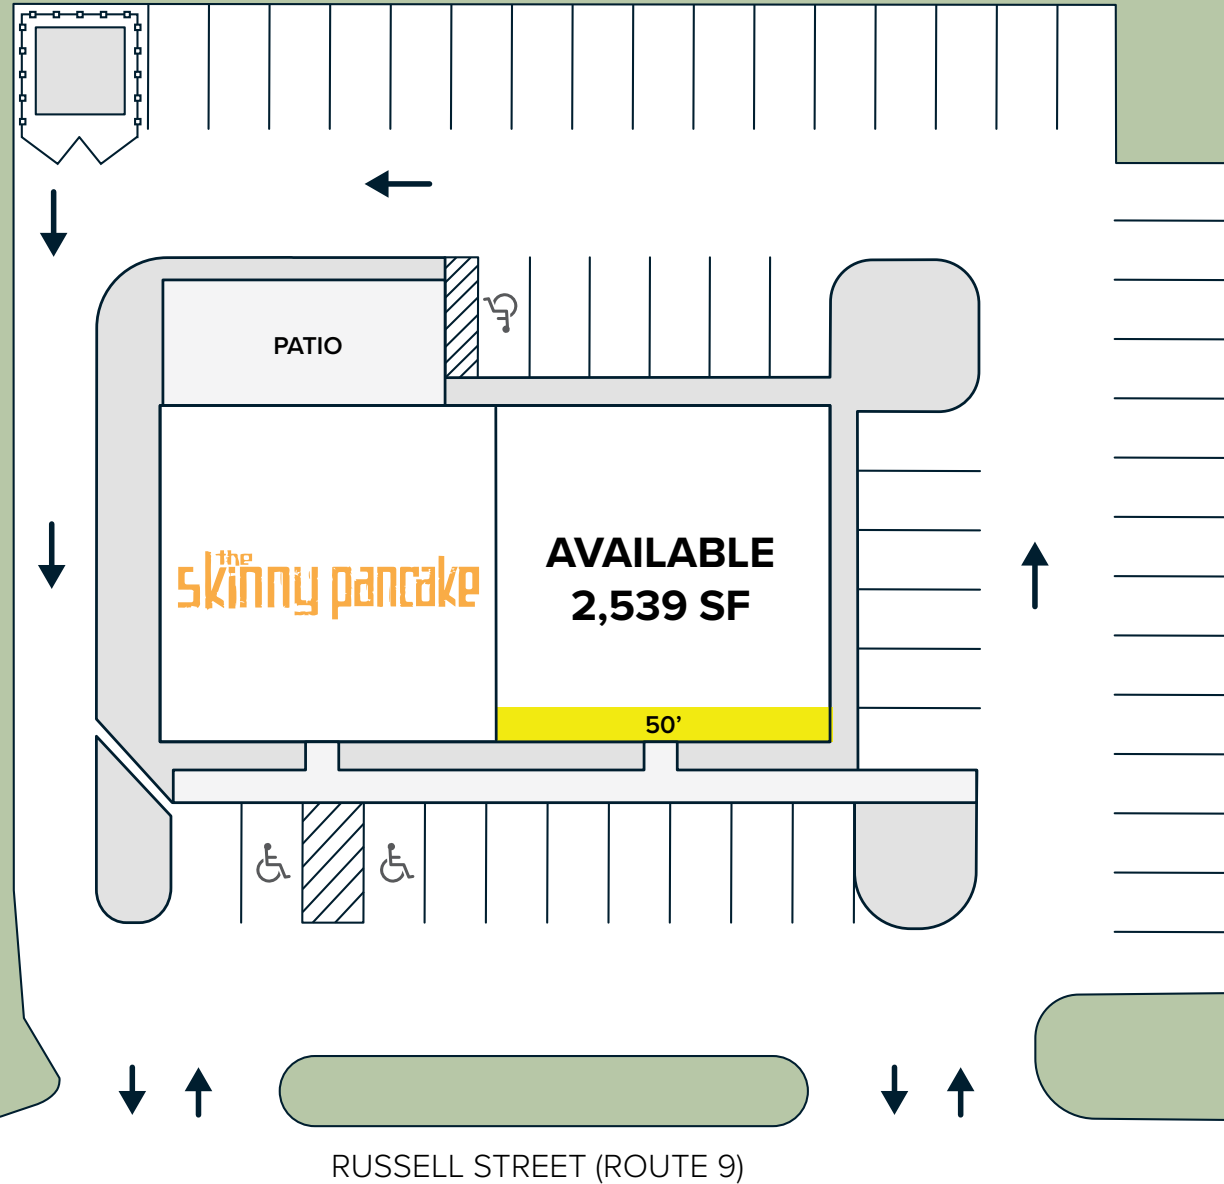 PATIO
the
skinny pancake
AVAILABLE
2,539 SF
50’
RUSSELL STREET (ROUTE 9)